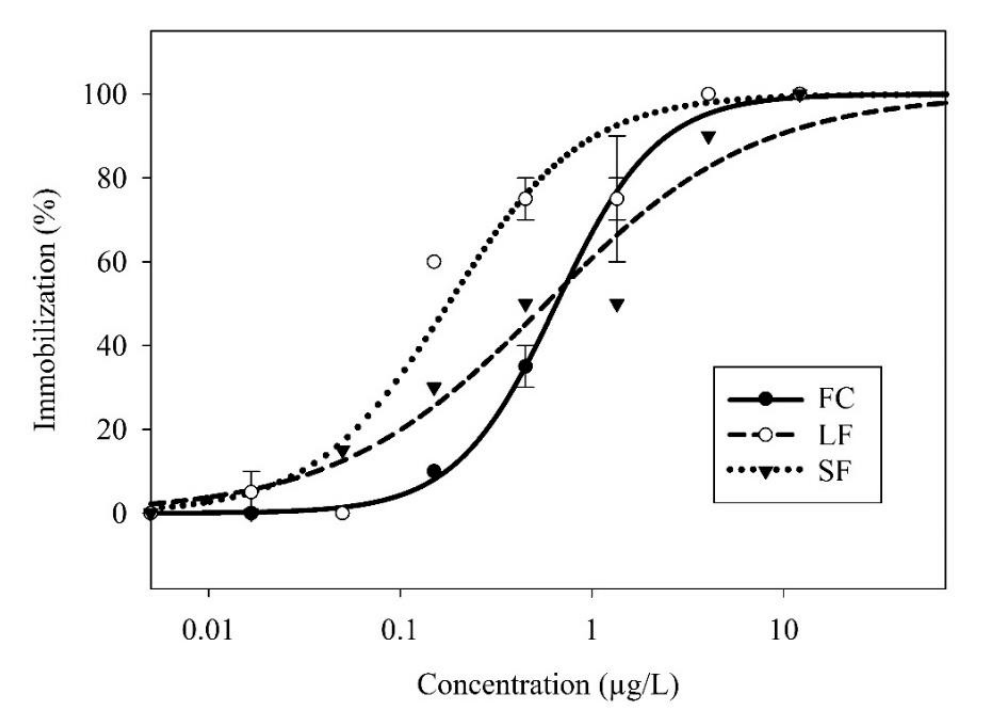 100
80
60
40
20
0
Immobilization (%)
FC
LF
SF
0.01 0.1 1 10
Concentration (µg/L)